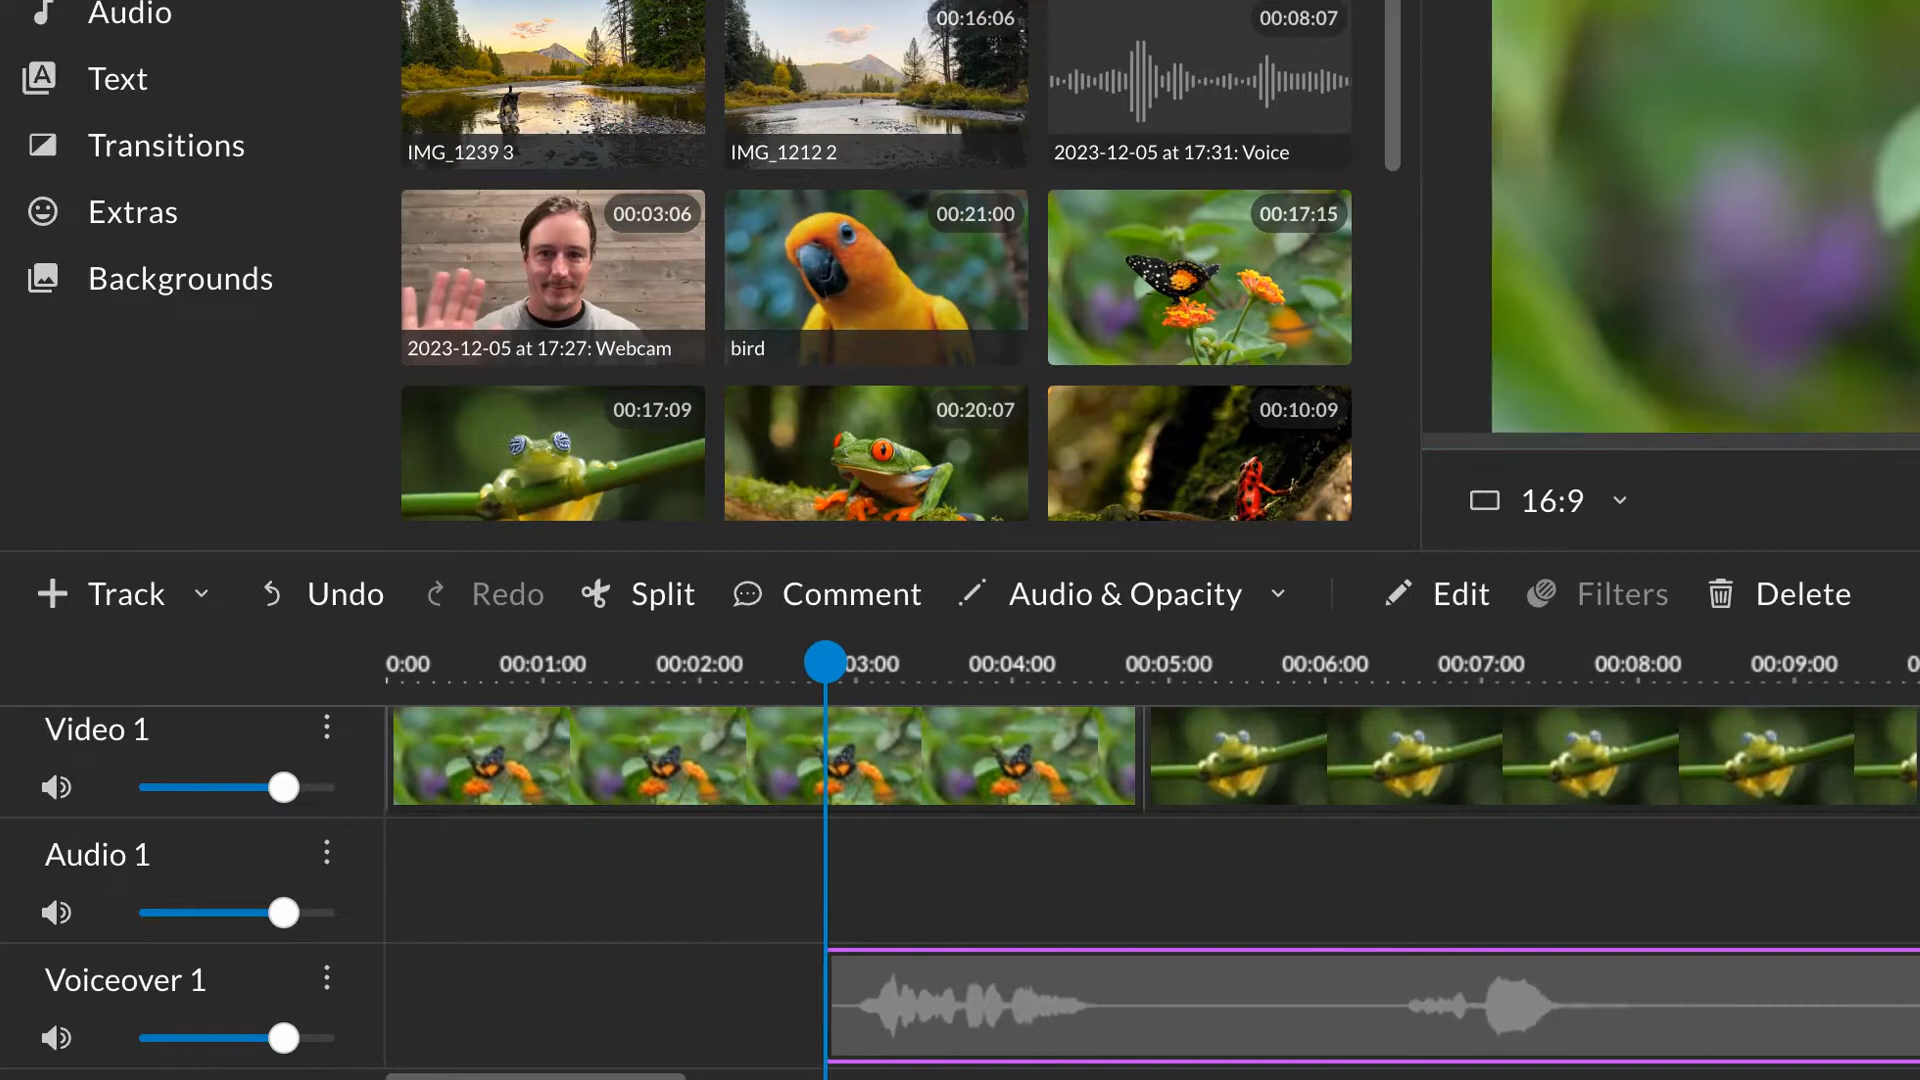 Audio
Text
Transitions
Extras
Backgrounds
00:16:06
00:08:07
IMG_1239 3
IMG_1212 2
2023-12-05 at 17:31: Voice
00:03:06
00:21:00
00:17:15
2023-12-05 at 17:27: Webcam
bird
00:17:09
00:20:07
00:10:09
16:9
Track
Undo
Redo
Split
Comment
Audio & Opacity
Edit
Filters
Delete
0:00 00:01:00 00:02:00 03:00 00:04:00 00:05:00 00:06:00 00:07:00 00:08:00 00:09:00 0
Video 1
Audio 1
Voiceover 1